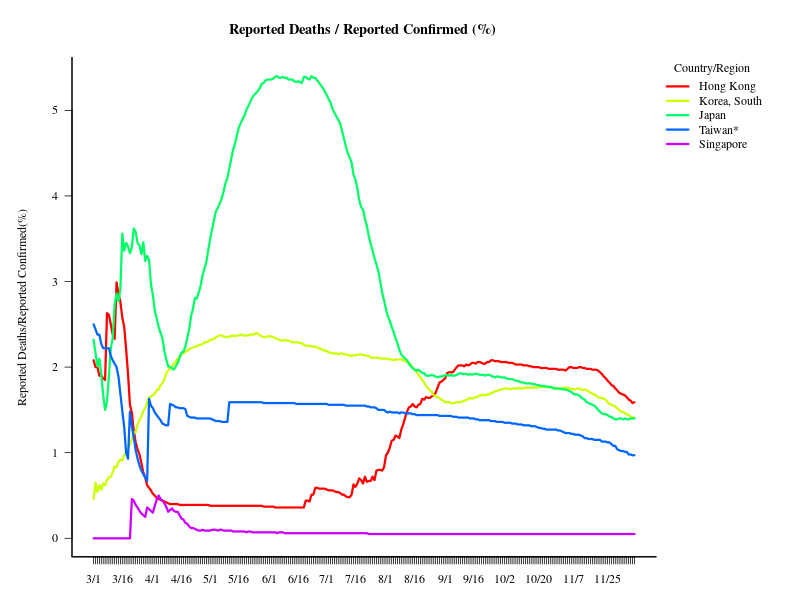 Reported Deaths / Reported Confirmed (%)
Country/Region
Hong Kong
Korea, South
Japan
Taiwan*
Singapore
Reported Deaths/Reported Confirmed(%)
5
4
3
2
1
0
3/1 3/16 4/1 4/16 5/1 5/16 6/1 6/16 7/1 7/16 8/1 8/16 9/1 9/16 10/2 10/20 11/7 11/25